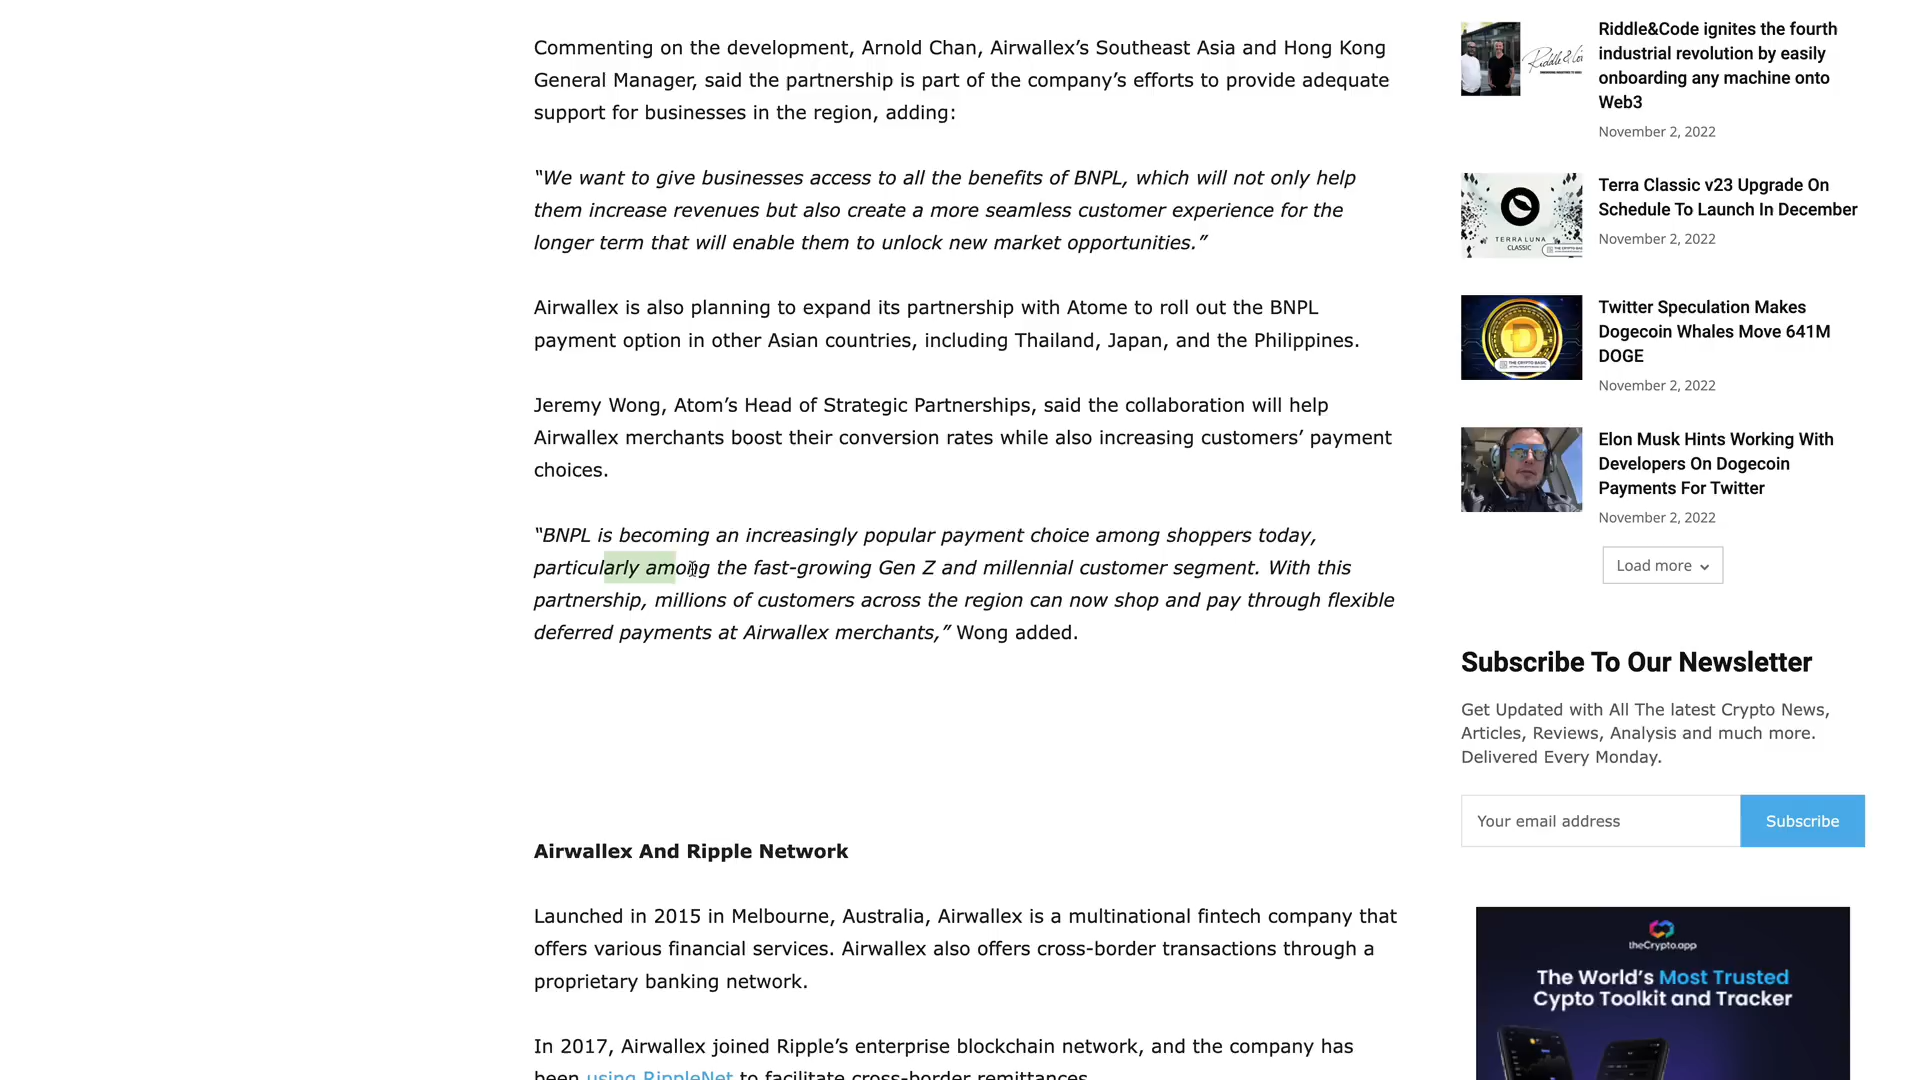 Commenting on the development, Arnold Chan, Airwallex’s Southeast Asia and Hong Kong
General Manager, said the partnership is part of the company’s efforts to provide adequate
support for businesses in the region, adding:
“We want to give businesses access to all the benefits of BNPL, which will not only help
them increase revenues but also create a more seamless customer experience for the
longer term that will enable them to unlock new market opportunities.”
Airwallex is also planning to expand its partnership with Atome to roll out the BNPL
payment option in other Asian countries, including Thailand, Japan, and the Philippines.
Jeremy Wong, Atom’s Head of Strategic Partnerships, said the collaboration will help
Airwallex merchants boost their conversion rates while also increasing customers’ payment
choices.
“BNPL is becoming an increasingly popular payment choice among shoppers today,
particularly among the fast-growing Gen Z and millennial customer segment. With this
partnership, millions of customers across the region can now shop and pay through flexible
deferred payments at Airwallex merchants,” Wong added.
Airwallex And Ripple Network
Launched in 2015 in Melbourne, Australia, Airwallex is a multinational fintech company that
offers various financial services. Airwallex also offers cross-border transactions through a
proprietary banking network.
In 2017, Airwallex joined Ripple’s enterprise blockchain network, and the company has
been using RippleNet to facilitate cross-border remittances.
Riddle&Code ignites the fourth
industrial revolution by easily
onboarding any machine onto
Web3
November 2, 2022
TERRA LUNA
CLASSIC
Terra Classic v23 Upgrade On
Schedule To Launch In December
November 2, 2022
THE CRYPTO BASIC
Twitter Speculation Makes
Dogecoin Whales Move 641M
DOGE
November 2, 2022
Elon Musk Hints Working With
Developers On Dogecoin
Payments For Twitter
November 2, 2022
Load more
Subscribe To Our Newsletter
Get Updated with All The latest Crypto News,
Articles, Reviews, Analysis and much more.
Delivered Every Monday.
Your email address
Subscribe
theCrypto.app
The World’s Most Trusted
Cypto Toolkit and Tracker